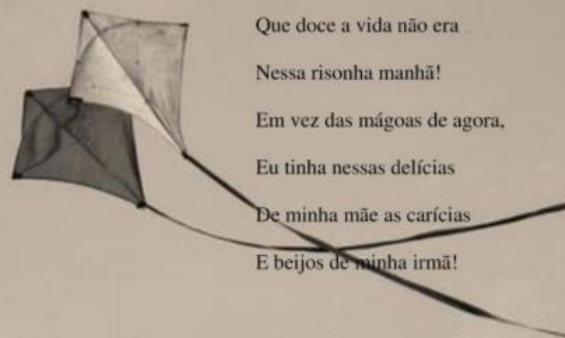 Que doce a vida não era
Nessa risonha manhã!
Em vez das mágoas de agora,
Eu tinha nessas delícias
De minha mãe as carícias
E beijos de minha irmã!